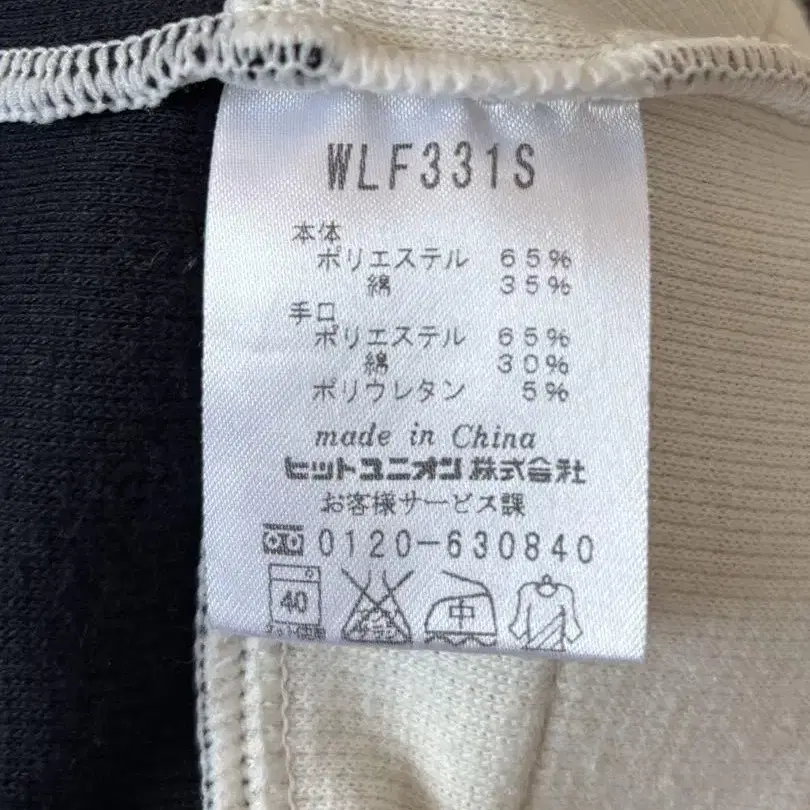 WLF331S
本体
ポリエステル 65%
綿 35%
手口
ポリエステル 65%
綿 30%
ポリウレタン 5%
made in China
ヒットユニオン株式会社
お客様サービス課
0120-630840
40 中